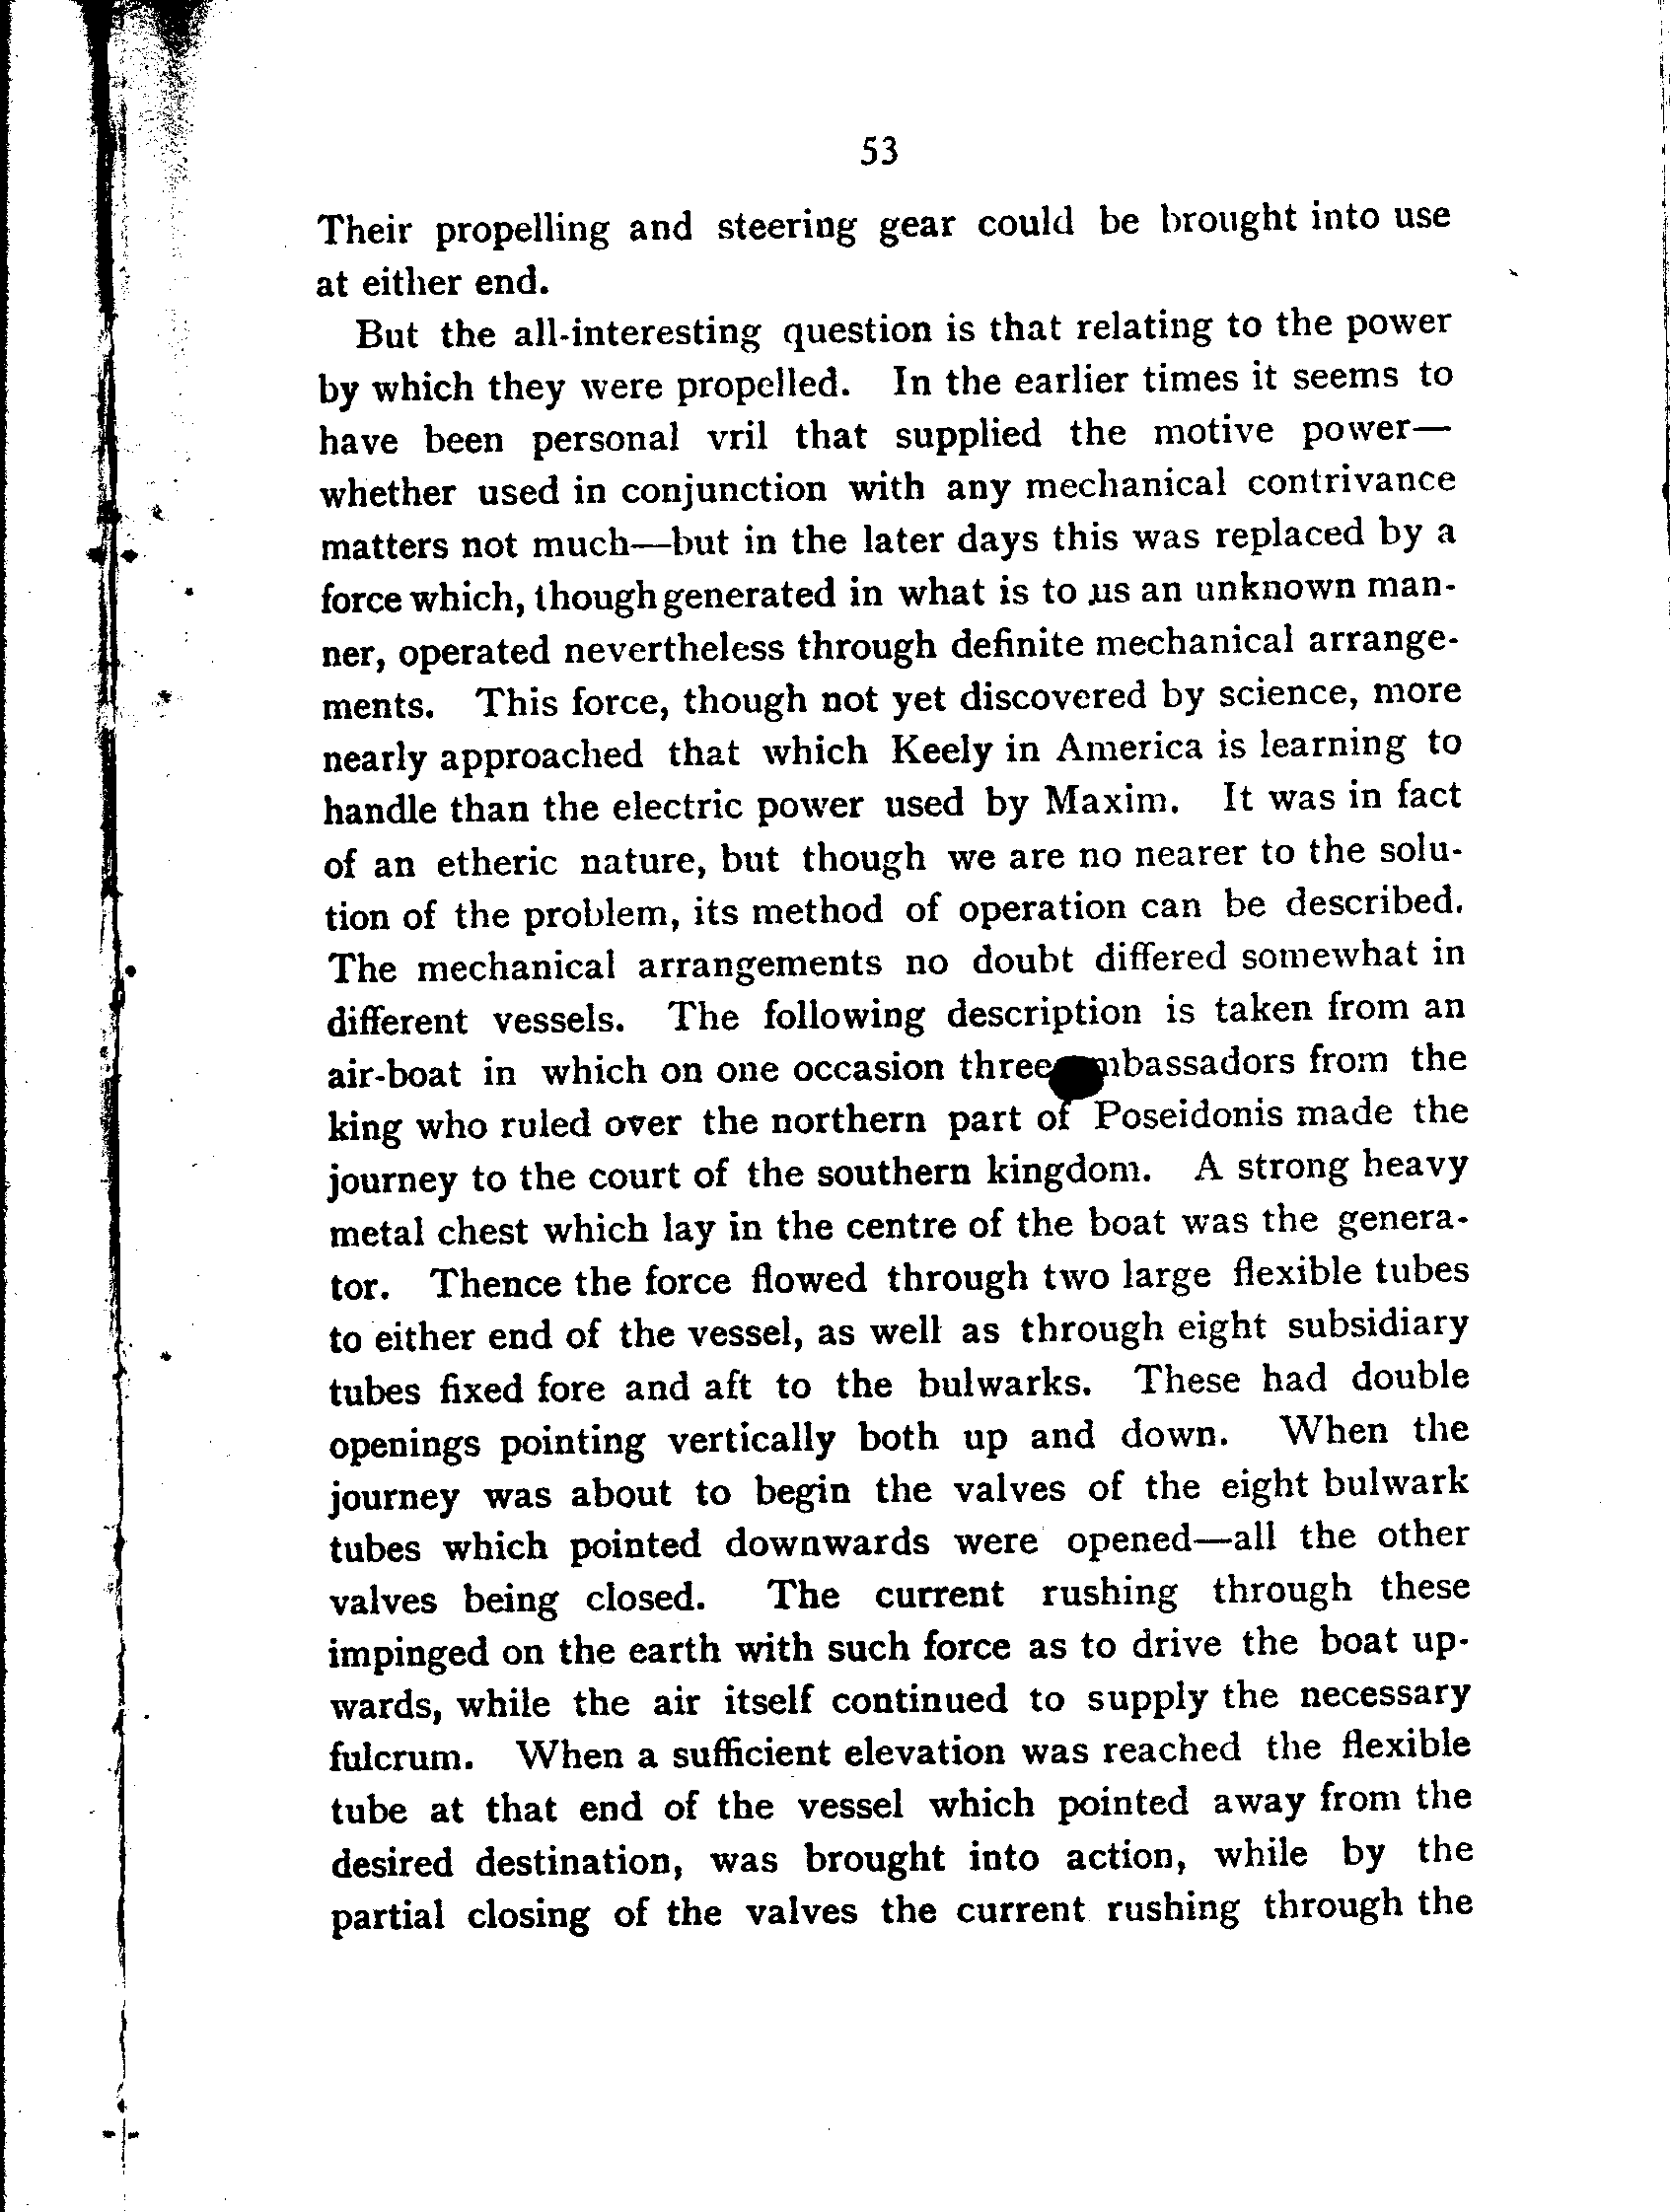 53
Their propelling and steering gear could be brought into use
at either end.
But the all-interesting question is that relating to the power
by which they were propelled. In the earlier times it seems to
have been personal vril that supplied the motive power—
whether used in conjunction with any mechanical contrivance
matters not much—but in the later days this was replaced by a
force which, though generated in what is to us an unknown man-
ner, operated nevertheless through definite mechanical arrange-
ments. This force, though not yet discovered by science, more
nearly approached that which Keely in America is learning to
handle than the electric power used by Maxim. It was in fact
of an etheric nature, but though we are no nearer to the solu-
tion of the problem, its method of operation can be described.
The mechanical arrangements no doubt differed somewhat in
different vessels. The following description is taken from an
air-boat in which on one occasion three from the
king who ruled over the northern part of Poseidonis made the
journey to the court of the southern kingdom. A strong heavy
metal chest which lay in the centre of the boat was the genera-
tor. Thence the force flowed through two large flexible tubes
to either end of the vessel, as well as through eight subsidiary
tubes fixed fore and aft to the bulwarks. These had double
openings pointing vertically both up and down. When the
journey was about to begin the valves of the eight bulwark
tubes which pointed downwards were opened—all the other
valves being closed. The current rushing through these
impinged on the earth with such force as to drive the boat up-
wards, while the air itself continued to supply the necessary
fulcrum. When a sufficient elevation was reached the flexible
tube at that end of the vessel which pointed away from the
desired destination, was brought into action, while by the
partial closing of the valves the current rushing through the